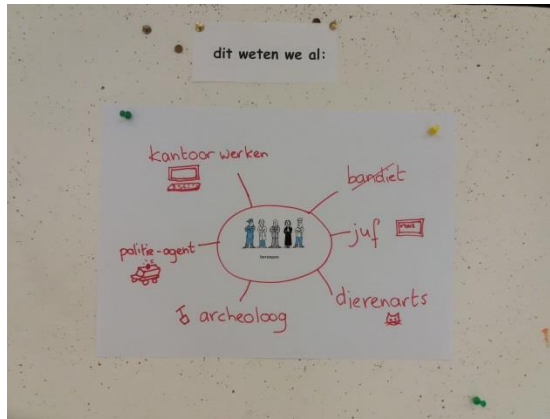 dit weten we al:
kantoor werken
bandiet
juf
politie-agent
archeoloog
dierenarts